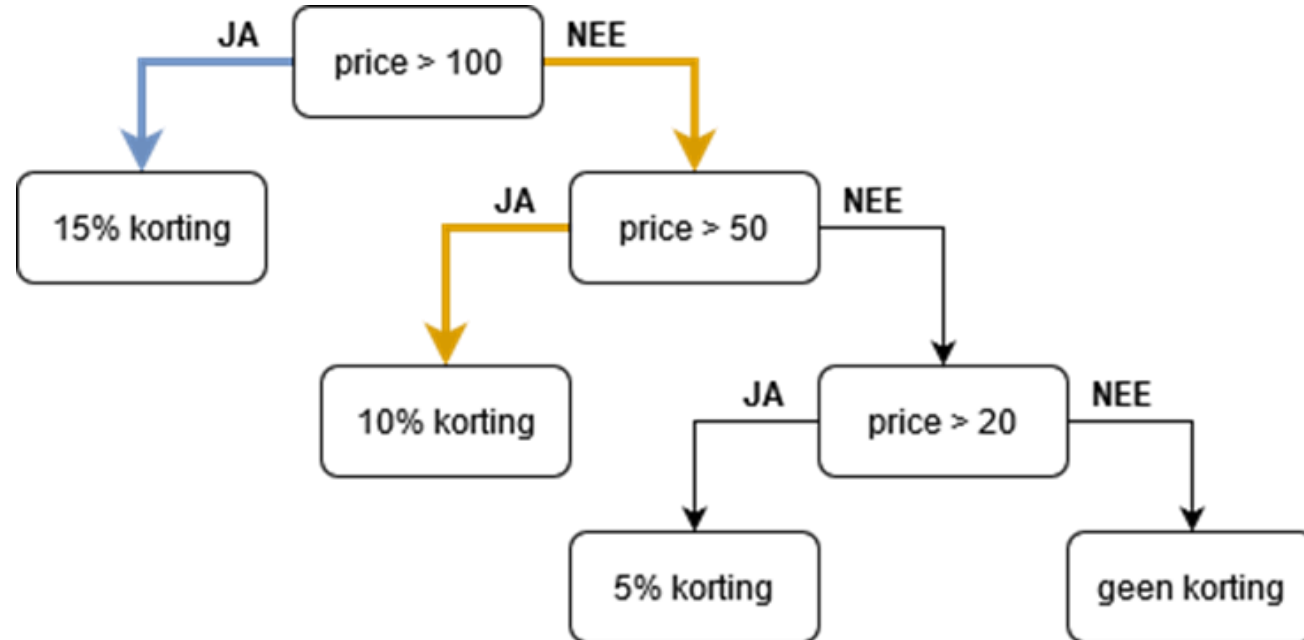 JA
price > 100
NEE
15% korting
JA
price > 50
NEE
10% korting
JA
price > 20
NEE
5% korting
geen korting